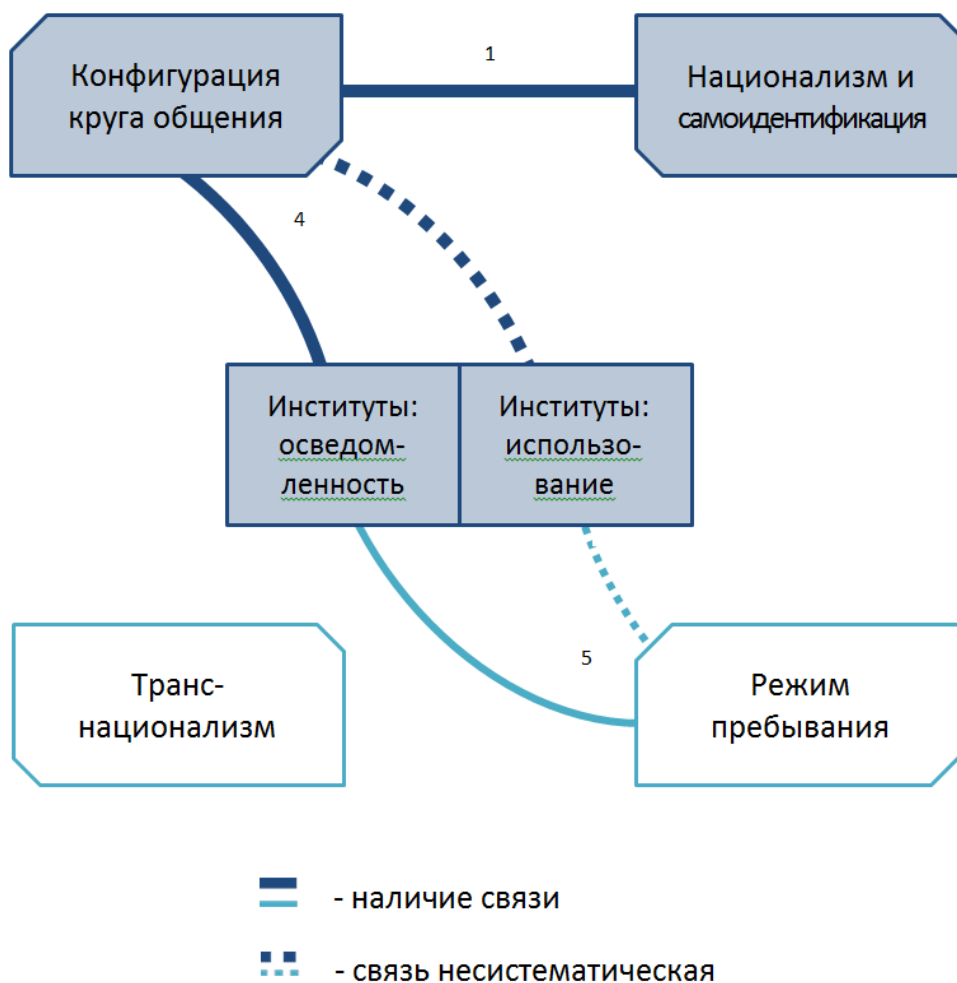 Конфигурация
круга общения
1
Национализм и
самоидентификация
4
Институты:
осведом-
ленность
Институты:
использо-
вание
5
Транс-
национализм
Режим
пребывания
- наличие связи
- связь несистематическая